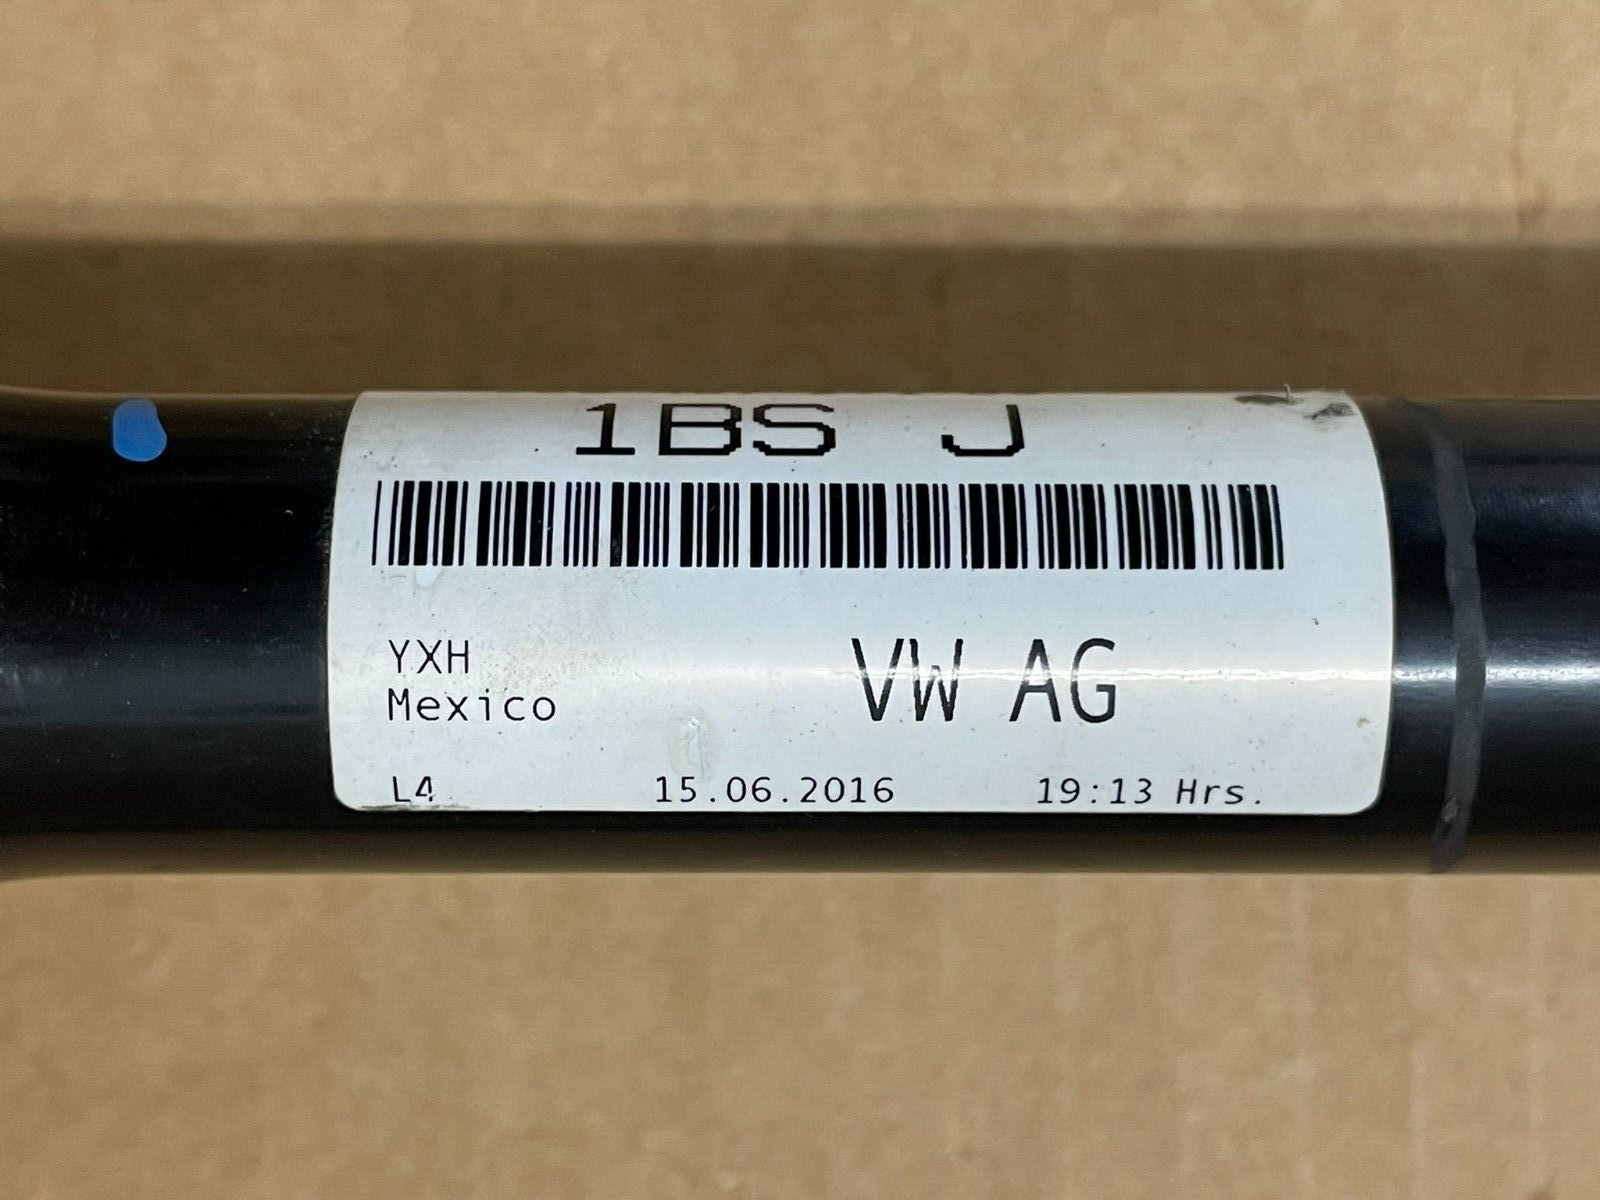 1BS J
YXH
Mexico
VW AG
L4 15.06.2016 19:13 Hrs.